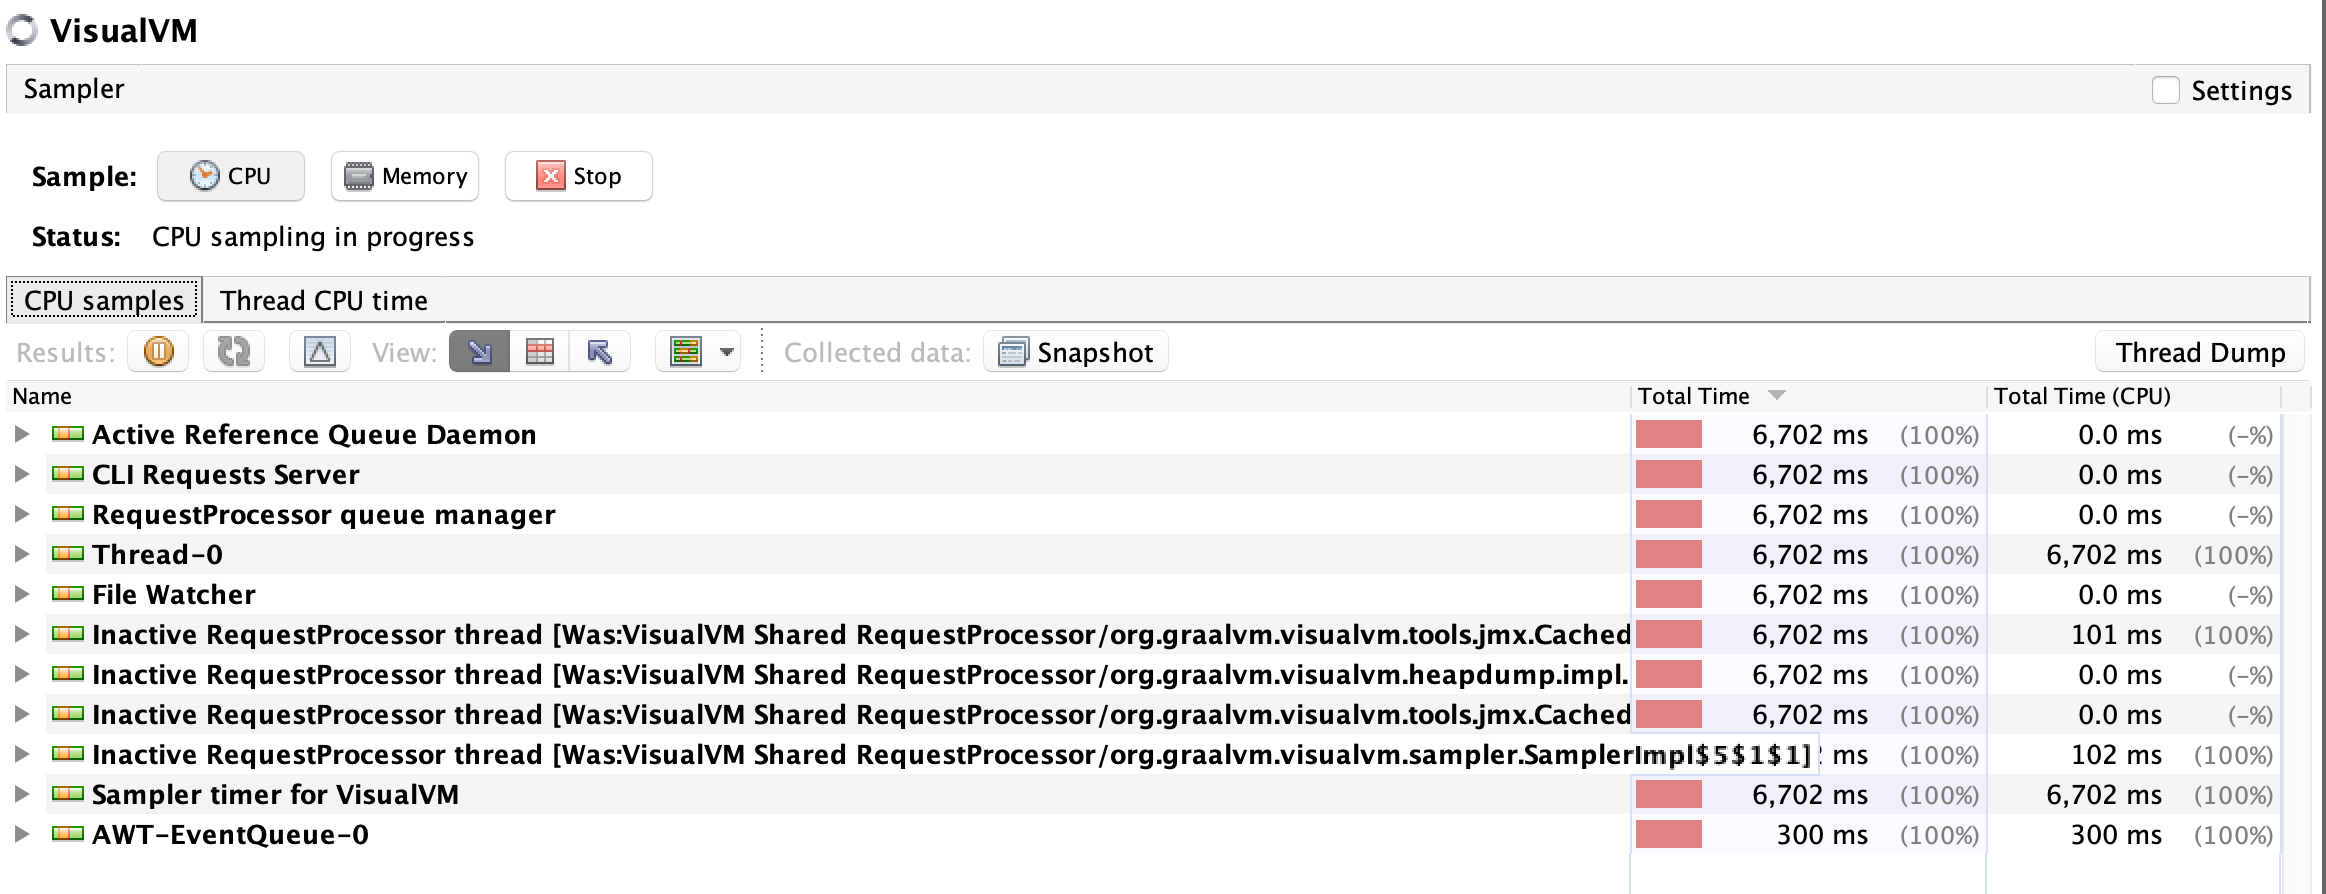 VisualVM
Sampler Settings
Sample: CPU Memory Stop
Status: CPU sampling in progress
CPU samples Thread CPU time
Results: View: Collected data: Snapshot Thread Dump
Name Total Time Total Time (CPU)
Active Reference Queue Daemon 6,702 ms (100%) 0.0 ms (-%)
CLI Requests Server 6,702 ms (100%) 0.0 ms (-%)
RequestProcessor queue manager 6,702 ms (100%) 0.0 ms (-%)
Thread-0 6,702 ms (100%) 6,702 ms (100%)
File Watcher 6,702 ms (100%) 0.0 ms (-%)
Inactive RequestProcessor thread [Was:VisualVM Shared RequestProcessor/org.graalvm.visualvm.tools.jmx.Cached 6,702 ms (100%) 101 ms (100%)
Inactive RequestProcessor thread [Was:VisualVM Shared RequestProcessor/org.graalvm.visualvm.heapdump.impl. 6,702 ms (100%) 0.0 ms (-%)
Inactive RequestProcessor thread [Was:VisualVM Shared RequestProcessor/org.graalvm.visualvm.tools.jmx.Cached 6,702 ms (100%) 0.0 ms (-%)
Inactive RequestProcessor thread [Was:VisualVM Shared RequestProcessor/org.graalvm.visualvm.sampler.SamplerImpl$5$1$1] ms (100%) 102 ms (100%)
Sampler timer for VisualVM 6,702 ms (100%) 6,702 ms (100%)
AWT-EventQueue-0 300 ms (100%) 300 ms (100%)